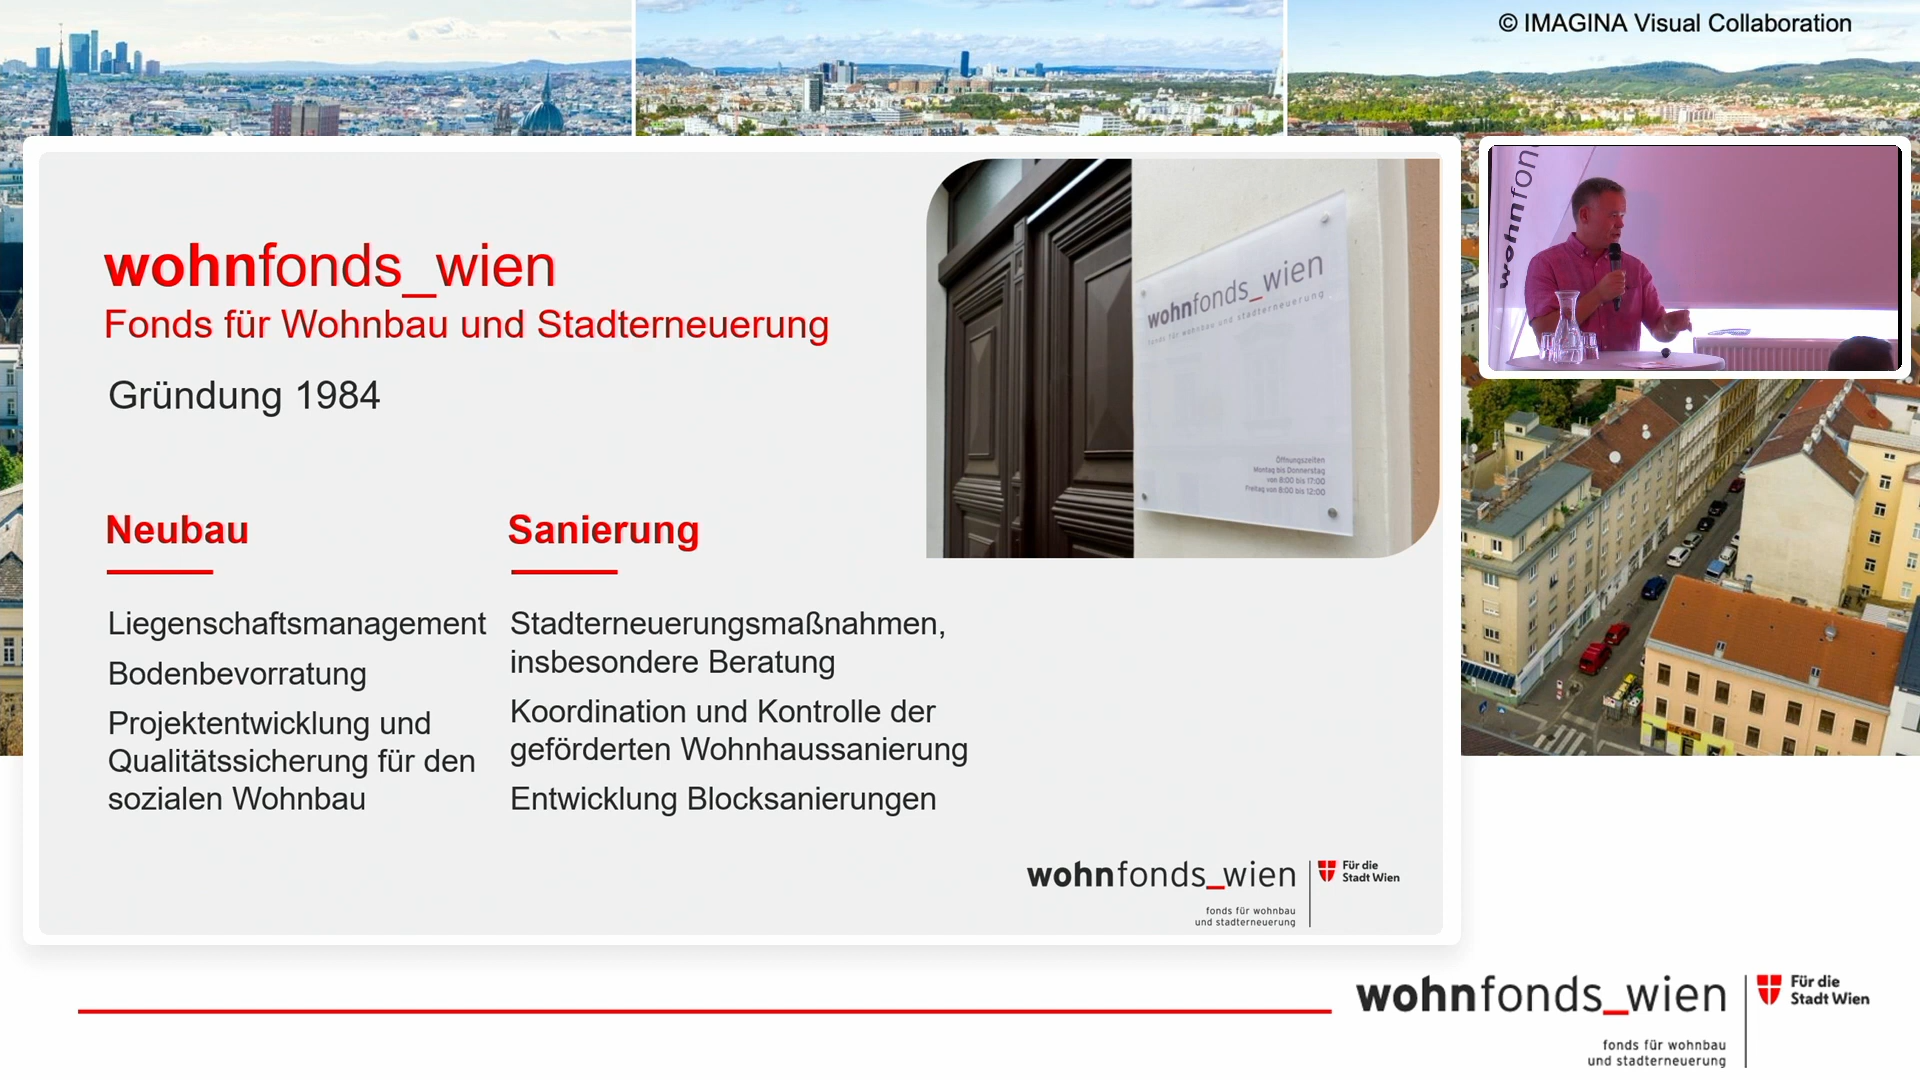 © IMAGINA Visual Collaboration
wohnfonds_wien
Fonds für Wohnbau und Stadterneuerung
Gründung 1984
wohnfonds_wien
fonds für wohnbau und stadterneuerung
Öffnungszeiten
Montag bis Donnerstag
von 8:00 bis 17:00
Freitag von 8:00 bis 12:00
wohnfon
Neubau
Liegenschaftsmanagement
Bodenbevorratung
Projektentwicklung und
Qualitätssicherung für den
sozialen Wohnbau
Sanierung
Stadterneuerungsmaßnahmen,
insbesondere Beratung
Koordination und Kontrolle der
geförderten Wohnhaussanierung
Entwicklung Blocksanierungen
wohnfonds_wien
fonds für wohnbau
und stadterneuerung
Für die
Stadt Wien
wohnfonds_wien
fonds für wohnbau
und stadterneuerung
Für die
Stadt Wien